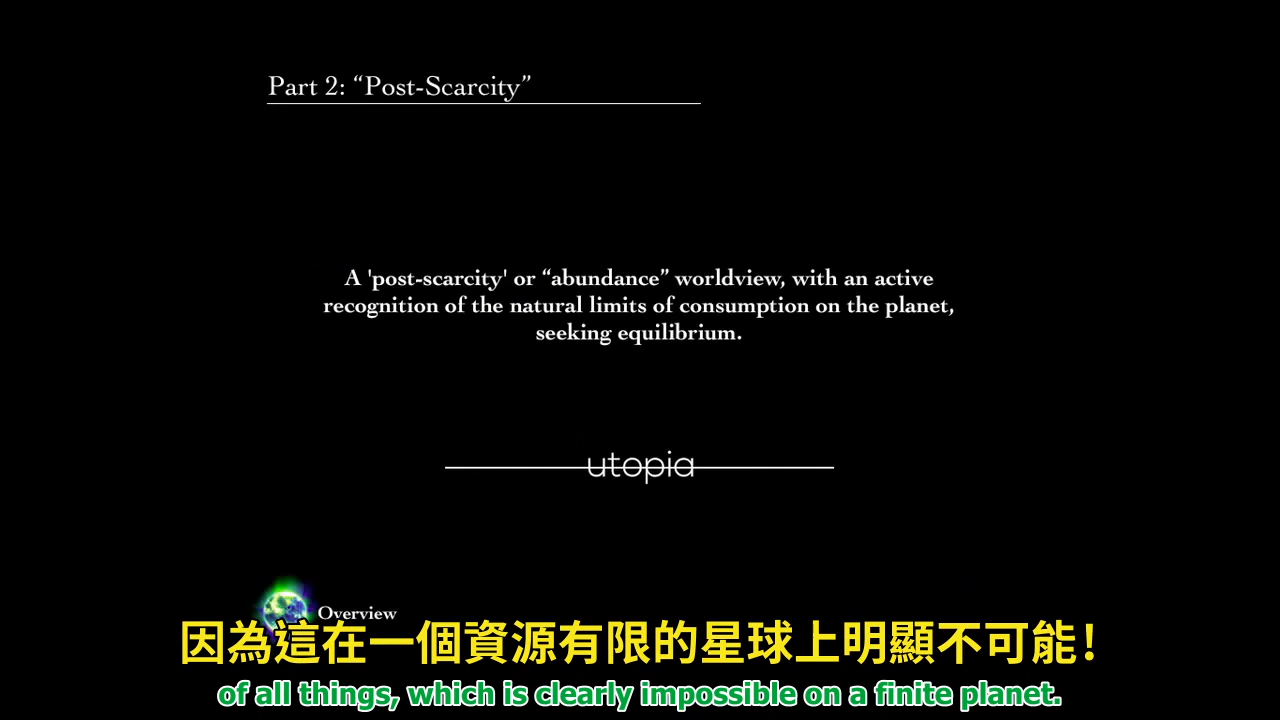 Part 2: “Post-Scarcity”
A 'post-scarcity' or “abundance” worldview, with an active
recognition of the natural limits of consumption on the planet,
seeking equilibrium.
utopia
Overview
因為這在一個資源有限的星球上明顯不可能！
of all things, which is clearly impossible on a finite planet.